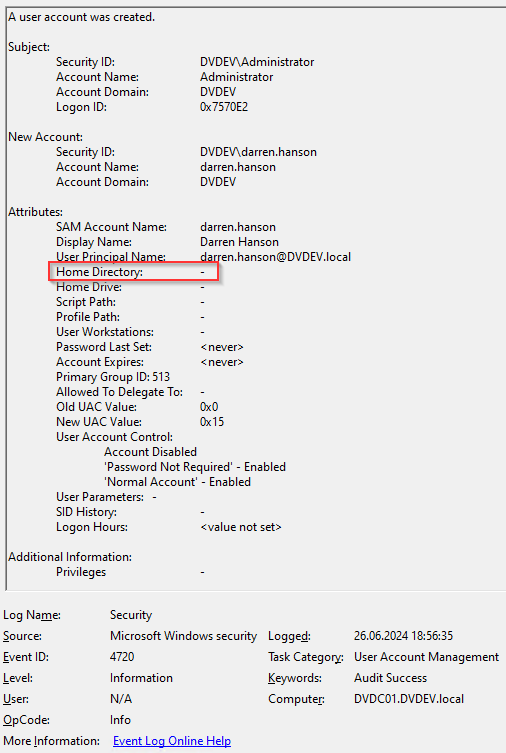 A user account was created.
Subject:
Security ID: DVDEV\Administrator
Account Name: Administrator
Account Domain: DVDEV
Logon ID: 0x7570E2
New Account:
Security ID: DVDEV\darren.hanson
Account Name: darren.hanson
Account Domain: DVDEV
Attributes:
SAM Account Name: darren.hanson
Display Name: Darren Hanson
User Principal Name: darren.hanson@DVDEV.local
Home Directory: -
Home Drive: -
Script Path: -
Profile Path: -
User Workstations: -
Password Last Set: <never>
Account Expires: <never>
Primary Group ID: 513
Allowed To Delegate To: -
Old UAC Value: 0x0
New UAC Value: 0x15
User Account Control:
Account Disabled
'Password Not Required' - Enabled
'Normal Account' - Enabled
User Parameters: -
SID History: -
Logon Hours: <value not set>
Additional Information:
Privileges -
Log Name: Security
Source: Microsoft Windows security Logged: 26.06.2024 18:56:35
Event ID: 4720 Task Category: User Account Management
Level: Information Keywords: Audit Success
User: N/A Computer: DVDC01.DVDEV.local
OpCode: Info
More Information: Event Log Online Help